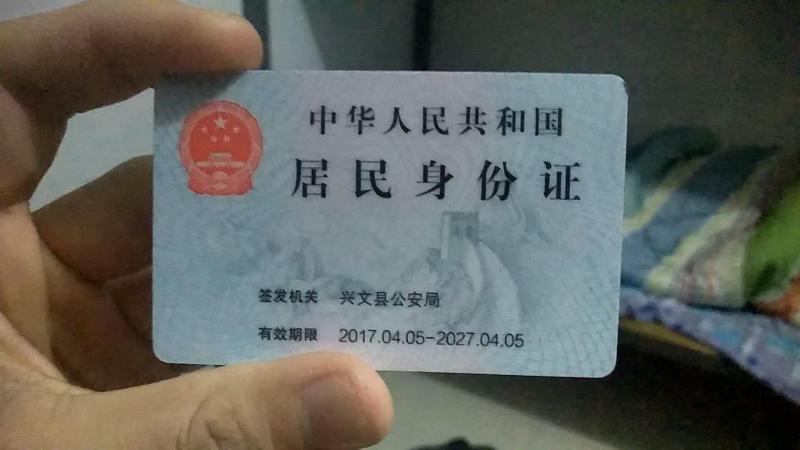 中华人民共和国
居民身份证
签发机关 兴文县公安局
有效期限 2017.04.05-2027.04.05